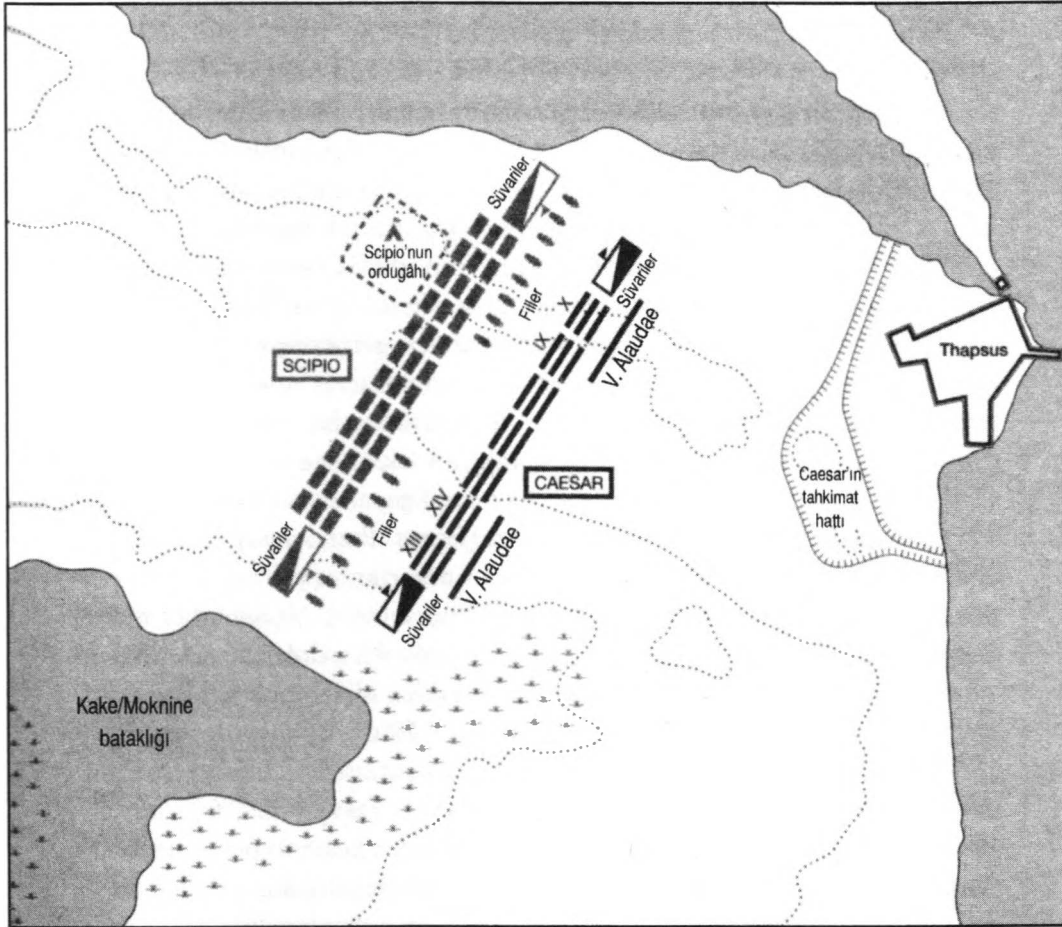 Süvariler
Scipio'nun
ordugâhı
Filler
SCIPIO
X
IX
Süvariler
V. Alaudae
Thapsus
CAESAR
Caesar'ın
tahkimat
hattı
Süvariler
Filler
XIV
XIII
V. Alaudae
Süvariler
Kake/Moknine
bataklığı